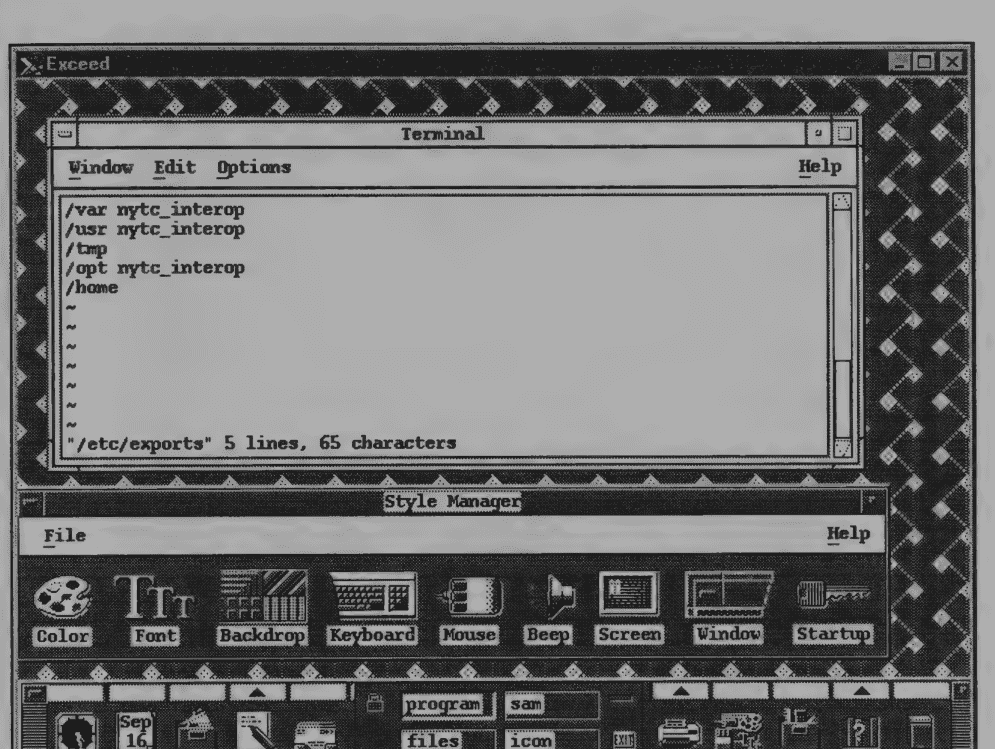 Exceed
Terminal
Window Edit Options Help
/var nytc_interop
/usr nytc_interop
/tmp
/opt nytc_interop
/home
~
~
~
~
~
~
~
"/etc/exports" 5 lines, 65 characters
Style Manager
File Help
Color Font Backdrop Keyboard Mouse Beep Screen Window Startup
program sam
Sep
16
files icon EXIT